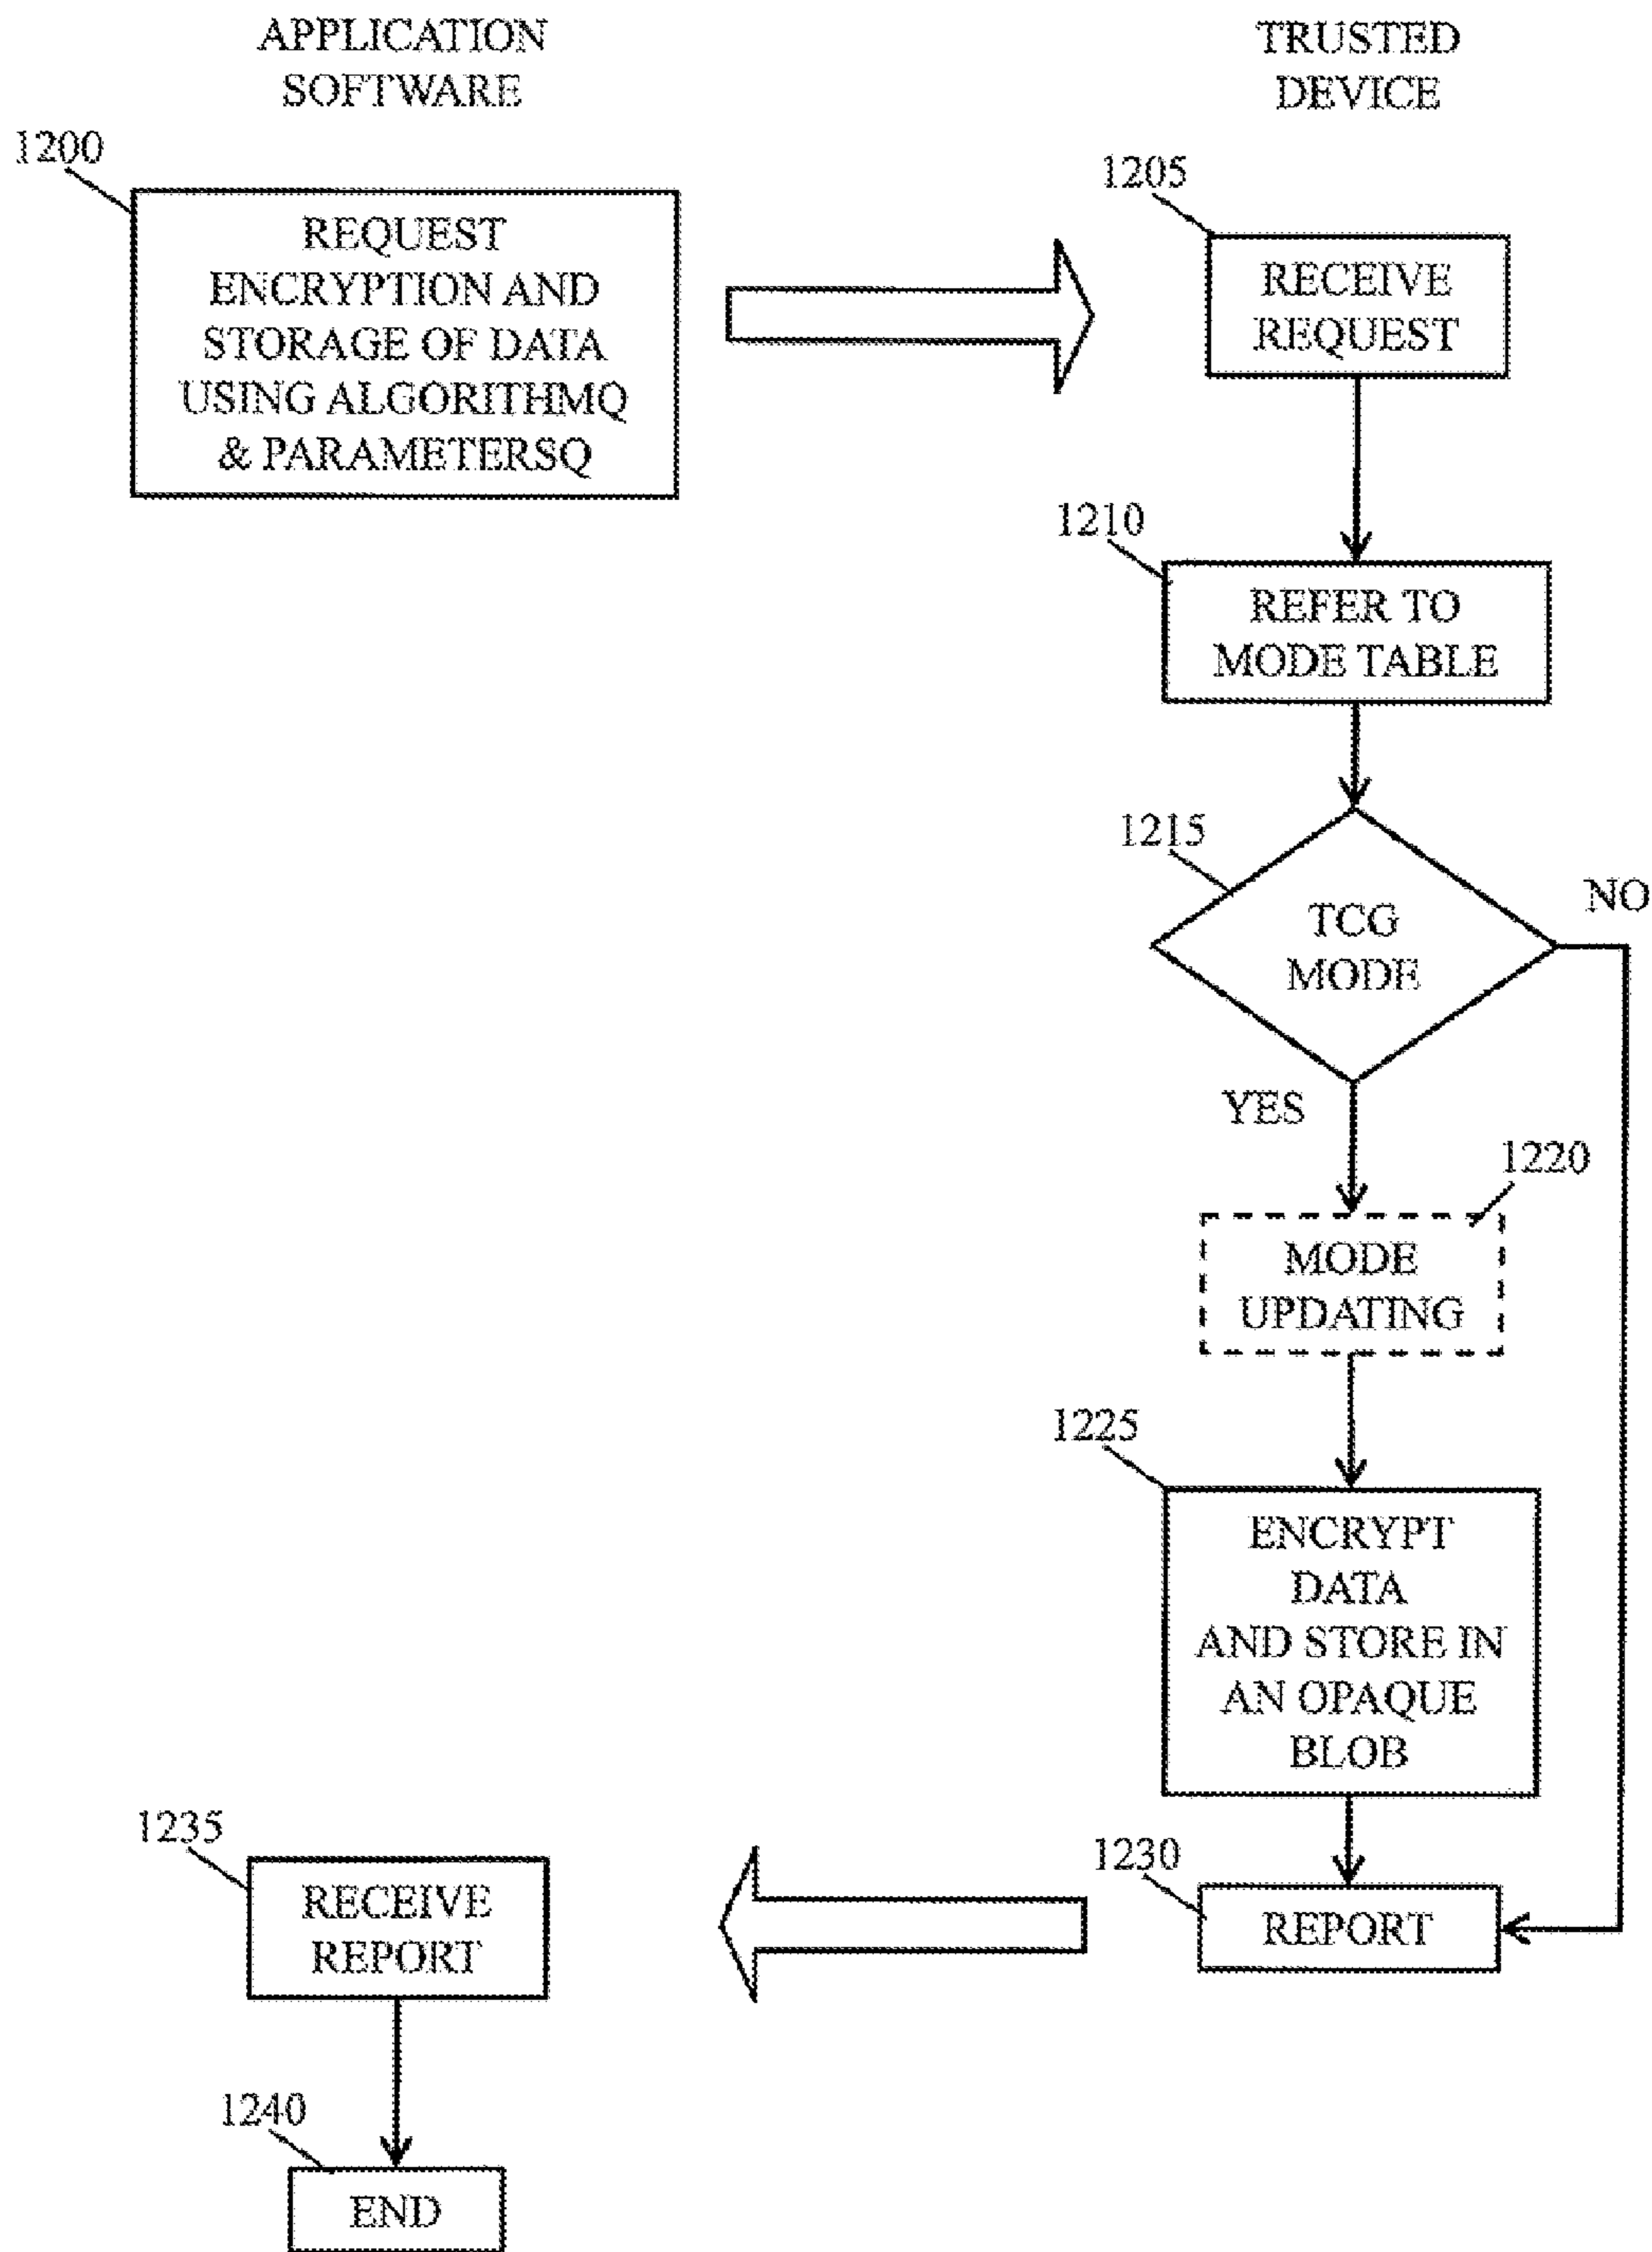 APPLICATION
SOFTWARE
TRUSTED
DEVICE
1200
REQUEST
ENCRYPTION AND
STORAGE OF DATA
USING ALGORITHMQ
& PARAMETERSQ
1205
RECEIVE
REQUEST
1210
REFER TO
MODE TABLE
1215
TCG
MODE
NO
YES
1220
MODE
UPDATING
1225
ENCRYPT
DATA
AND STORE IN
AN OPAQUE
BLOB
1230
REPORT
1235
RECEIVE
REPORT
1240
END